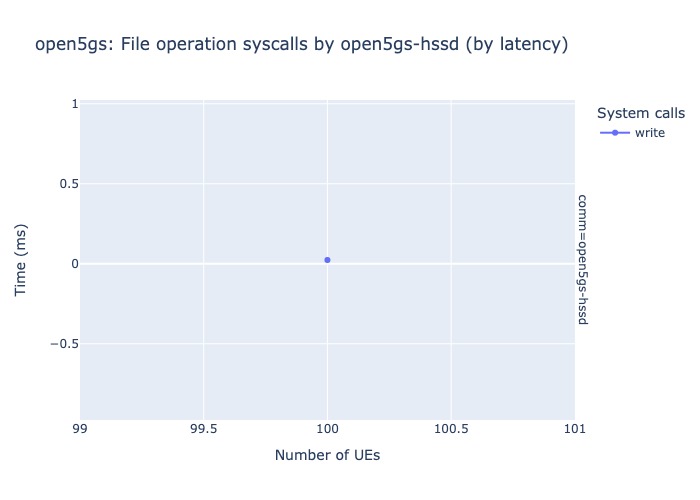 open5gs: File operation syscalls by open5gs-hssd (by latency)
System calls
write
1
0.5
0
−0.5
Time (ms)
comm=open5gs-hssd
99
99.5
100
100.5
101
Number of UEs